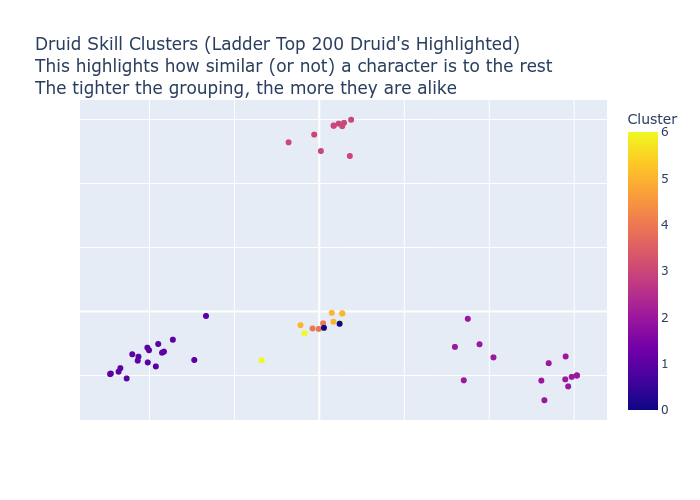 Druid Skill Clusters (Ladder Top 200 Druid's Highlighted)
This highlights how similar (or not) a character is to the rest
The tighter the grouping, the more they are alike
Cluster
6
5
4
3
2
1
0